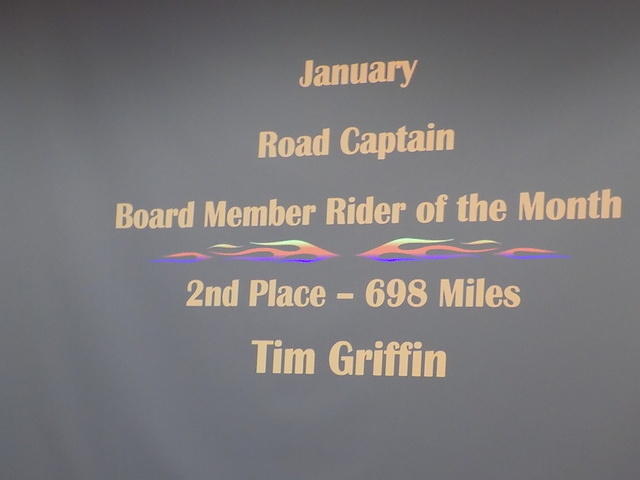 January
Road Captain
Board Member Rider of the Month
2nd Place – 698 Miles
Tim Griffin